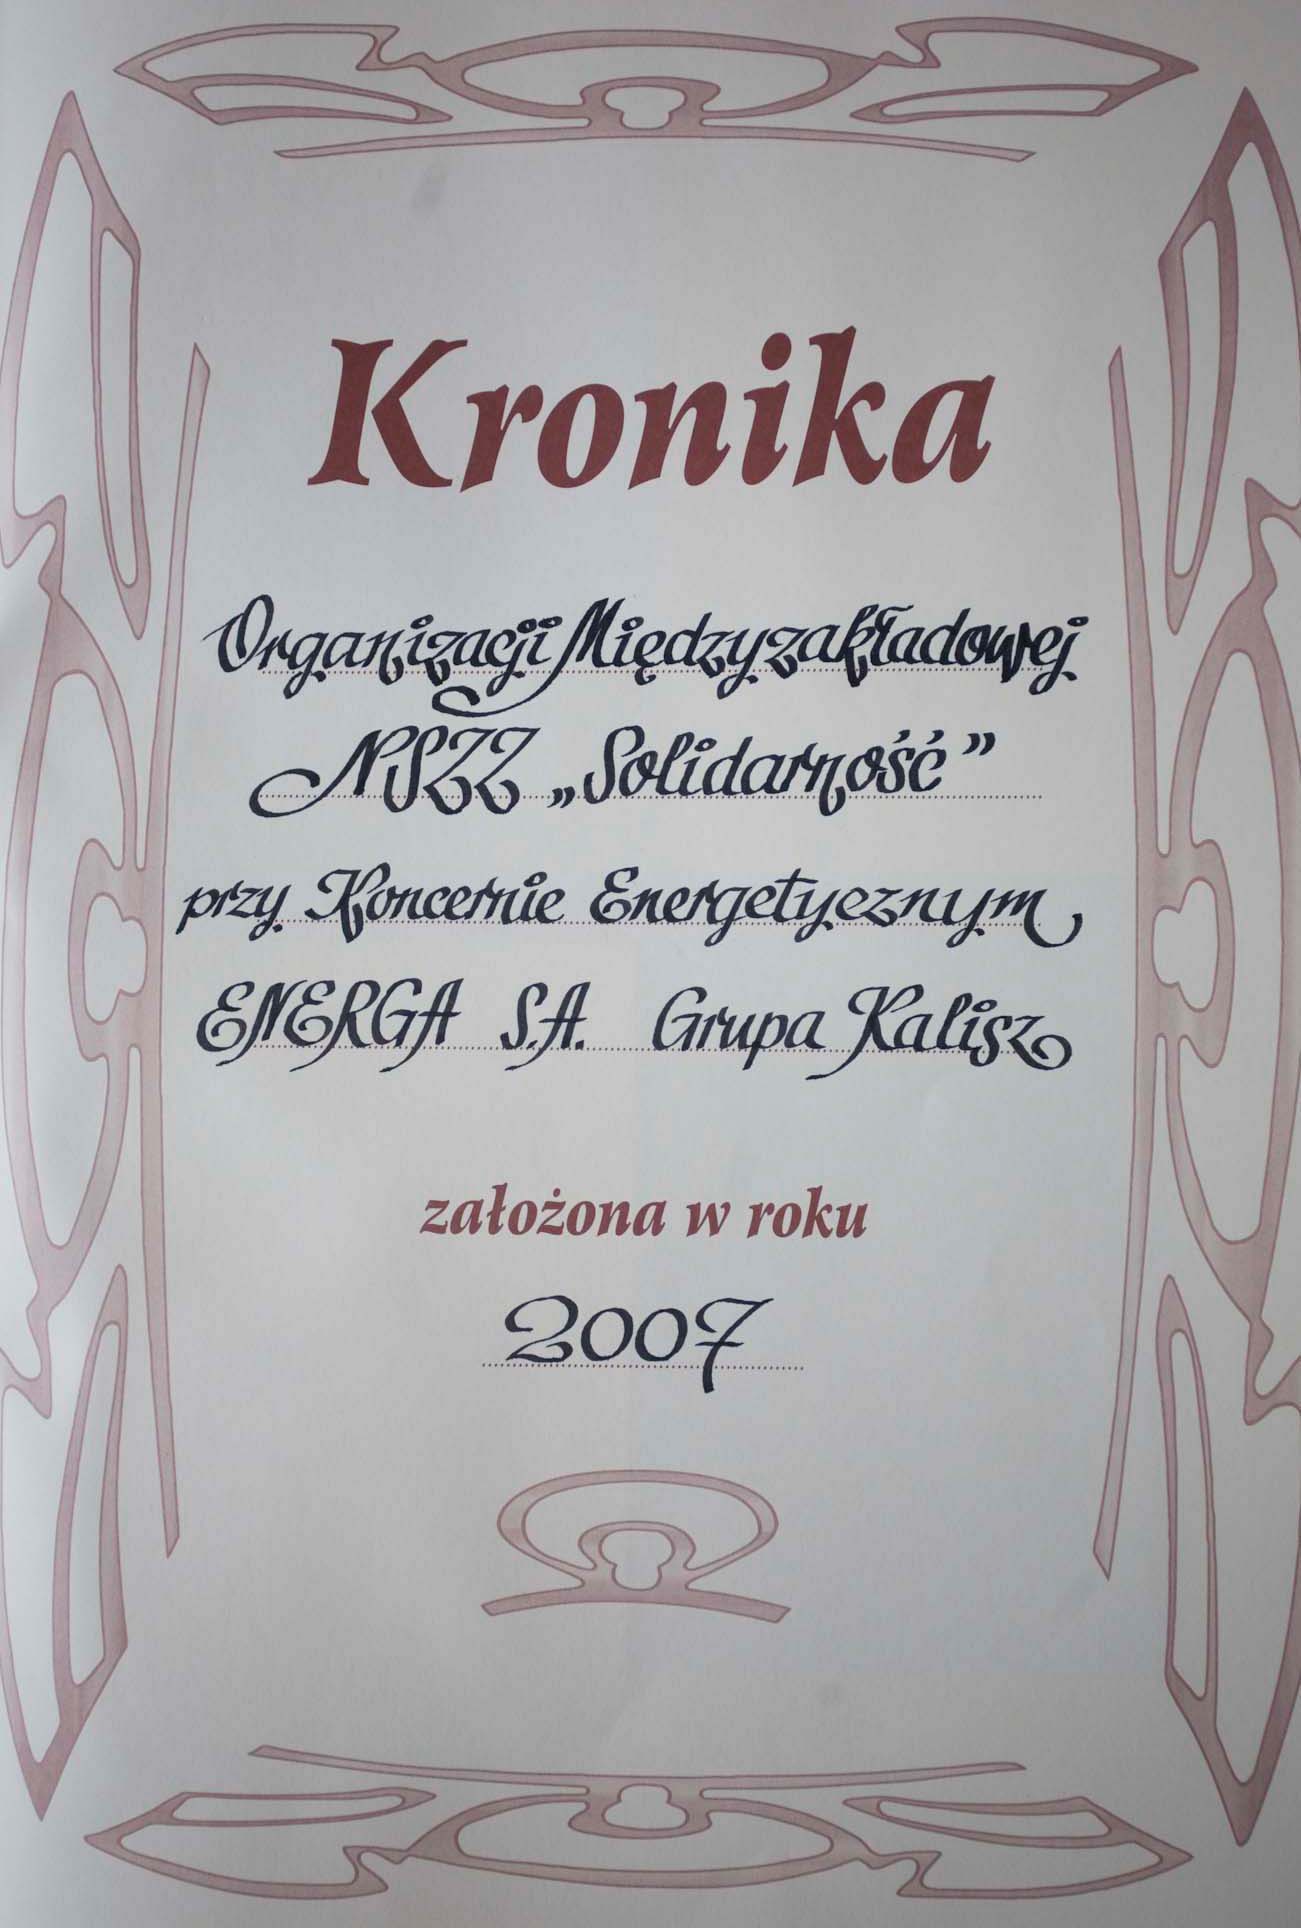 Kronika
Organizacji Międzyzakładowej
NSZZ „Solidarność”
przy Koncernie Energetycznym
ENERGA S.A. Grupa Kalisz
założona w roku
2007